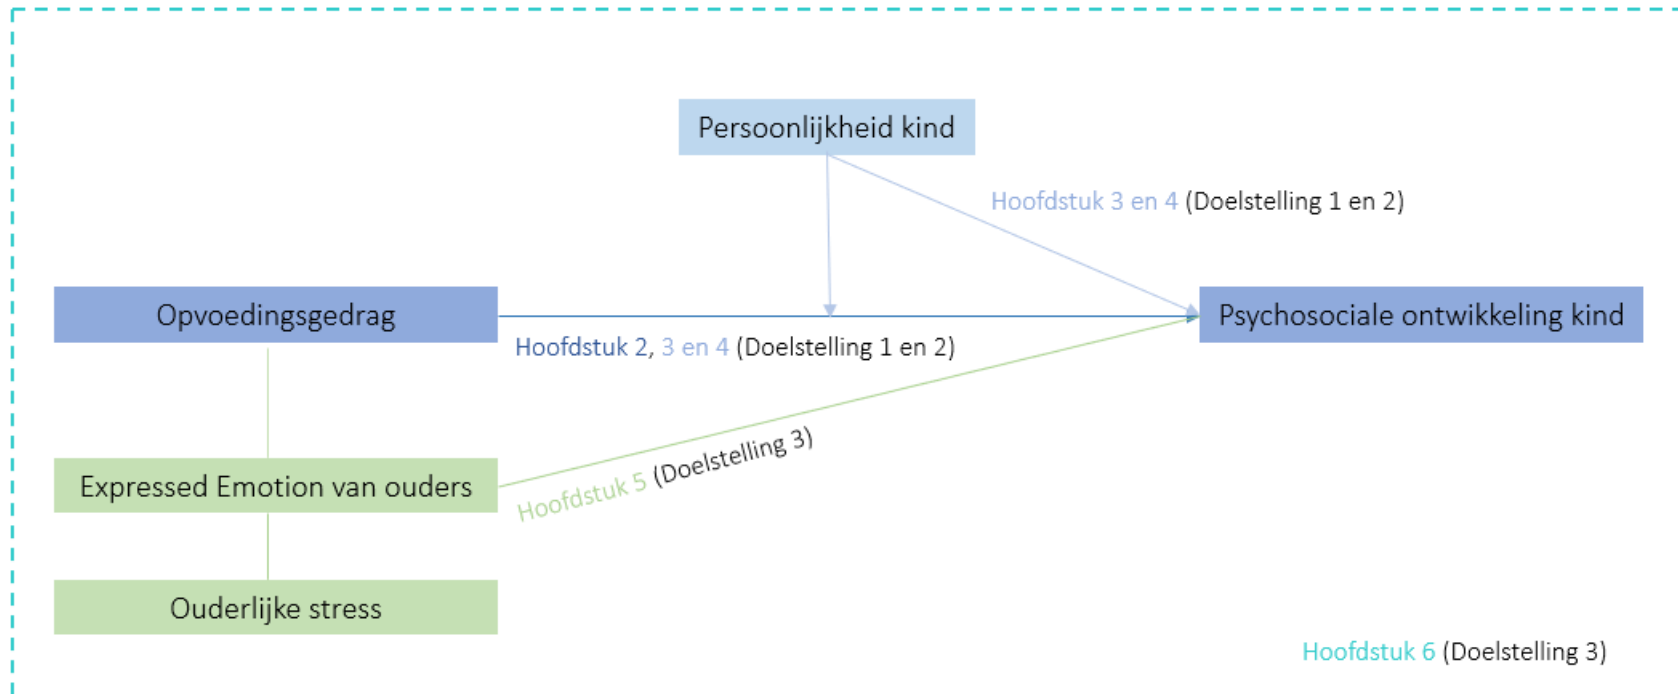 Persoonlijkheid kind
Hoofdstuk 3 en 4 (Doelstelling 1 en 2)
Opvoedingsgedrag
Psychosociale ontwikkeling kind
Hoofdstuk 2, 3 en 4 (Doelstelling 1 en 2)
Expressed Emotion van ouders
Hoofdstuk 5 (Doelstelling 3)
Ouderlijke stress
Hoofdstuk 6 (Doelstelling 3)